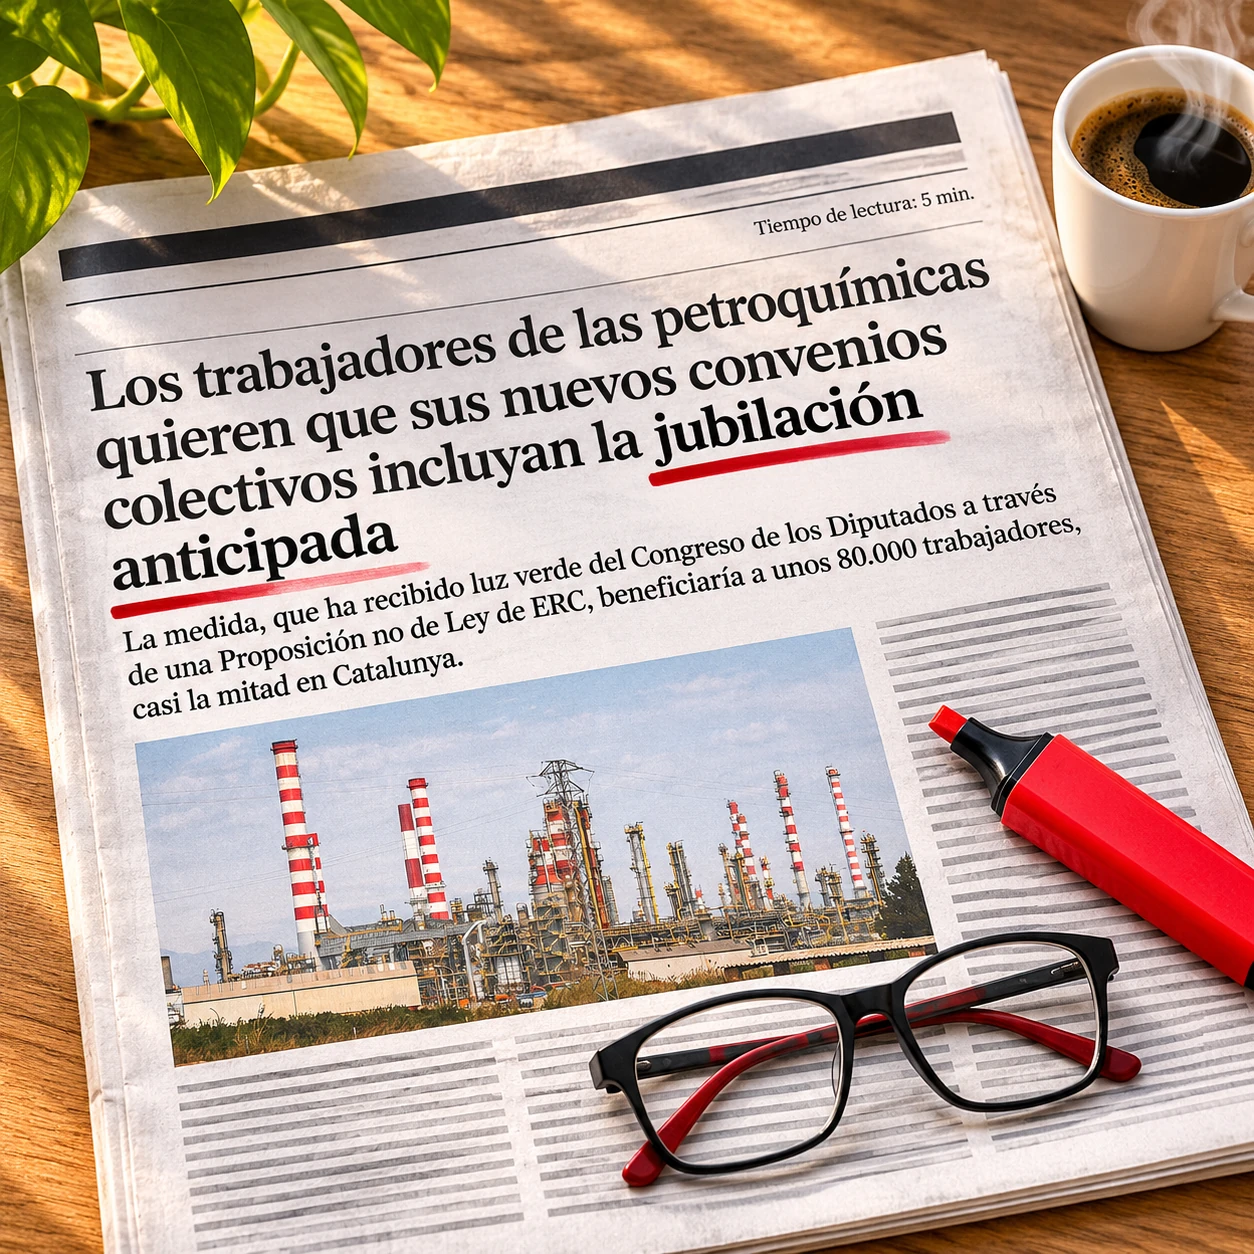 Tiempo de lectura: 5 min.
Los trabajadores de las petroquímicas
quieren que sus nuevos convenios
colectivos incluyan la jubilación
anticipada
La medida, que ha recibido luz verde del Congreso de los Diputados a través
de una Proposición no de Ley de ERC, beneficiaría a unos 80.000 trabajadores,
casi la mitad en Catalunya.